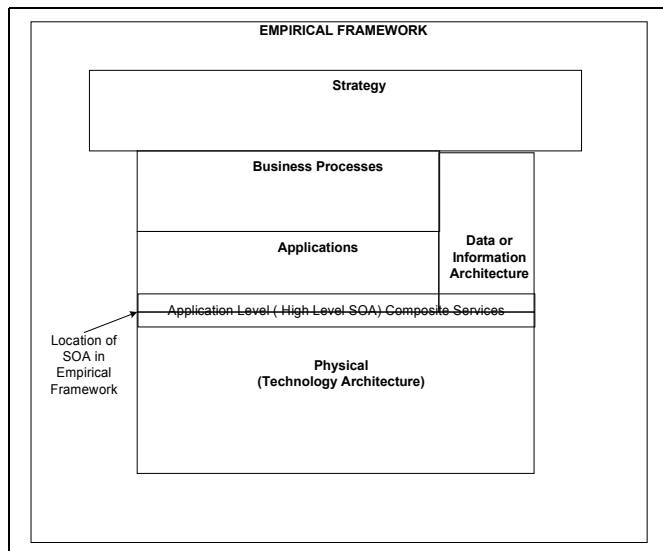 EMPIRICAL FRAMEWORK
Strategy
Business Processes
Applications
Data or
Information
Architecture
Application Level ( High Level SOA) Composite Services
Location of
SOA in
Empirical
Framework
Physical
(Technology Architecture)